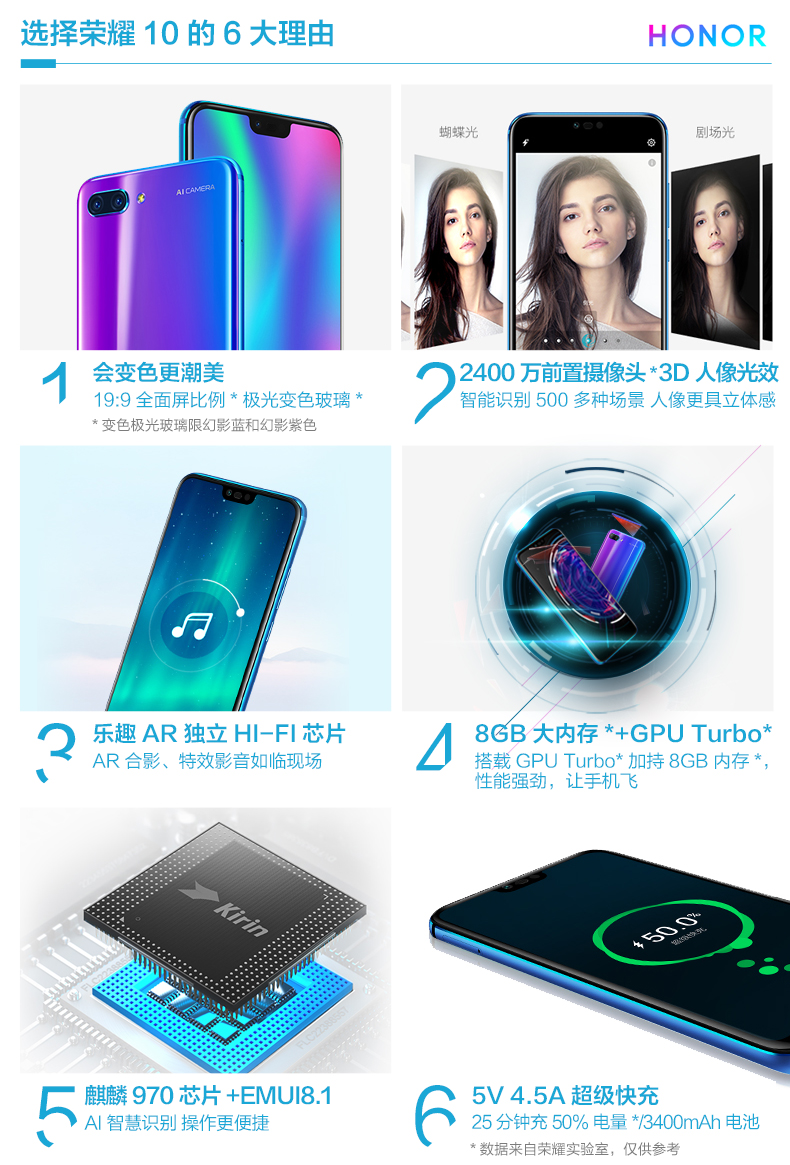 选择荣耀 10 的 6 大理由
HONOR
AI CAMERA
蝴蝶光
剧场光
1
会变色更潮美
19:9 全面屏比例 * 极光变色玻璃 *
* 变色极光玻璃限幻影蓝和幻影紫色
2
2400 万前置摄像头 *3D 人像光效
智能识别 500 多种场景 人像更具立体感
3
乐趣 AR 独立 HI-FI 芯片
AR 合影、特效影音如临现场
4
8GB 大内存 *+GPU Turbo*
搭载 GPU Turbo* 加持 8GB 内存 *，
性能强劲，让手机飞
Kirin
50.0%
超级快充
5
麒麟 970 芯片 +EMUI8.1
AI 智慧识别 操作更便捷
6
5V 4.5A 超级快充
25 分钟充 50% 电量 */3400mAh 电池
* 数据来自荣耀实验室，仅供参考